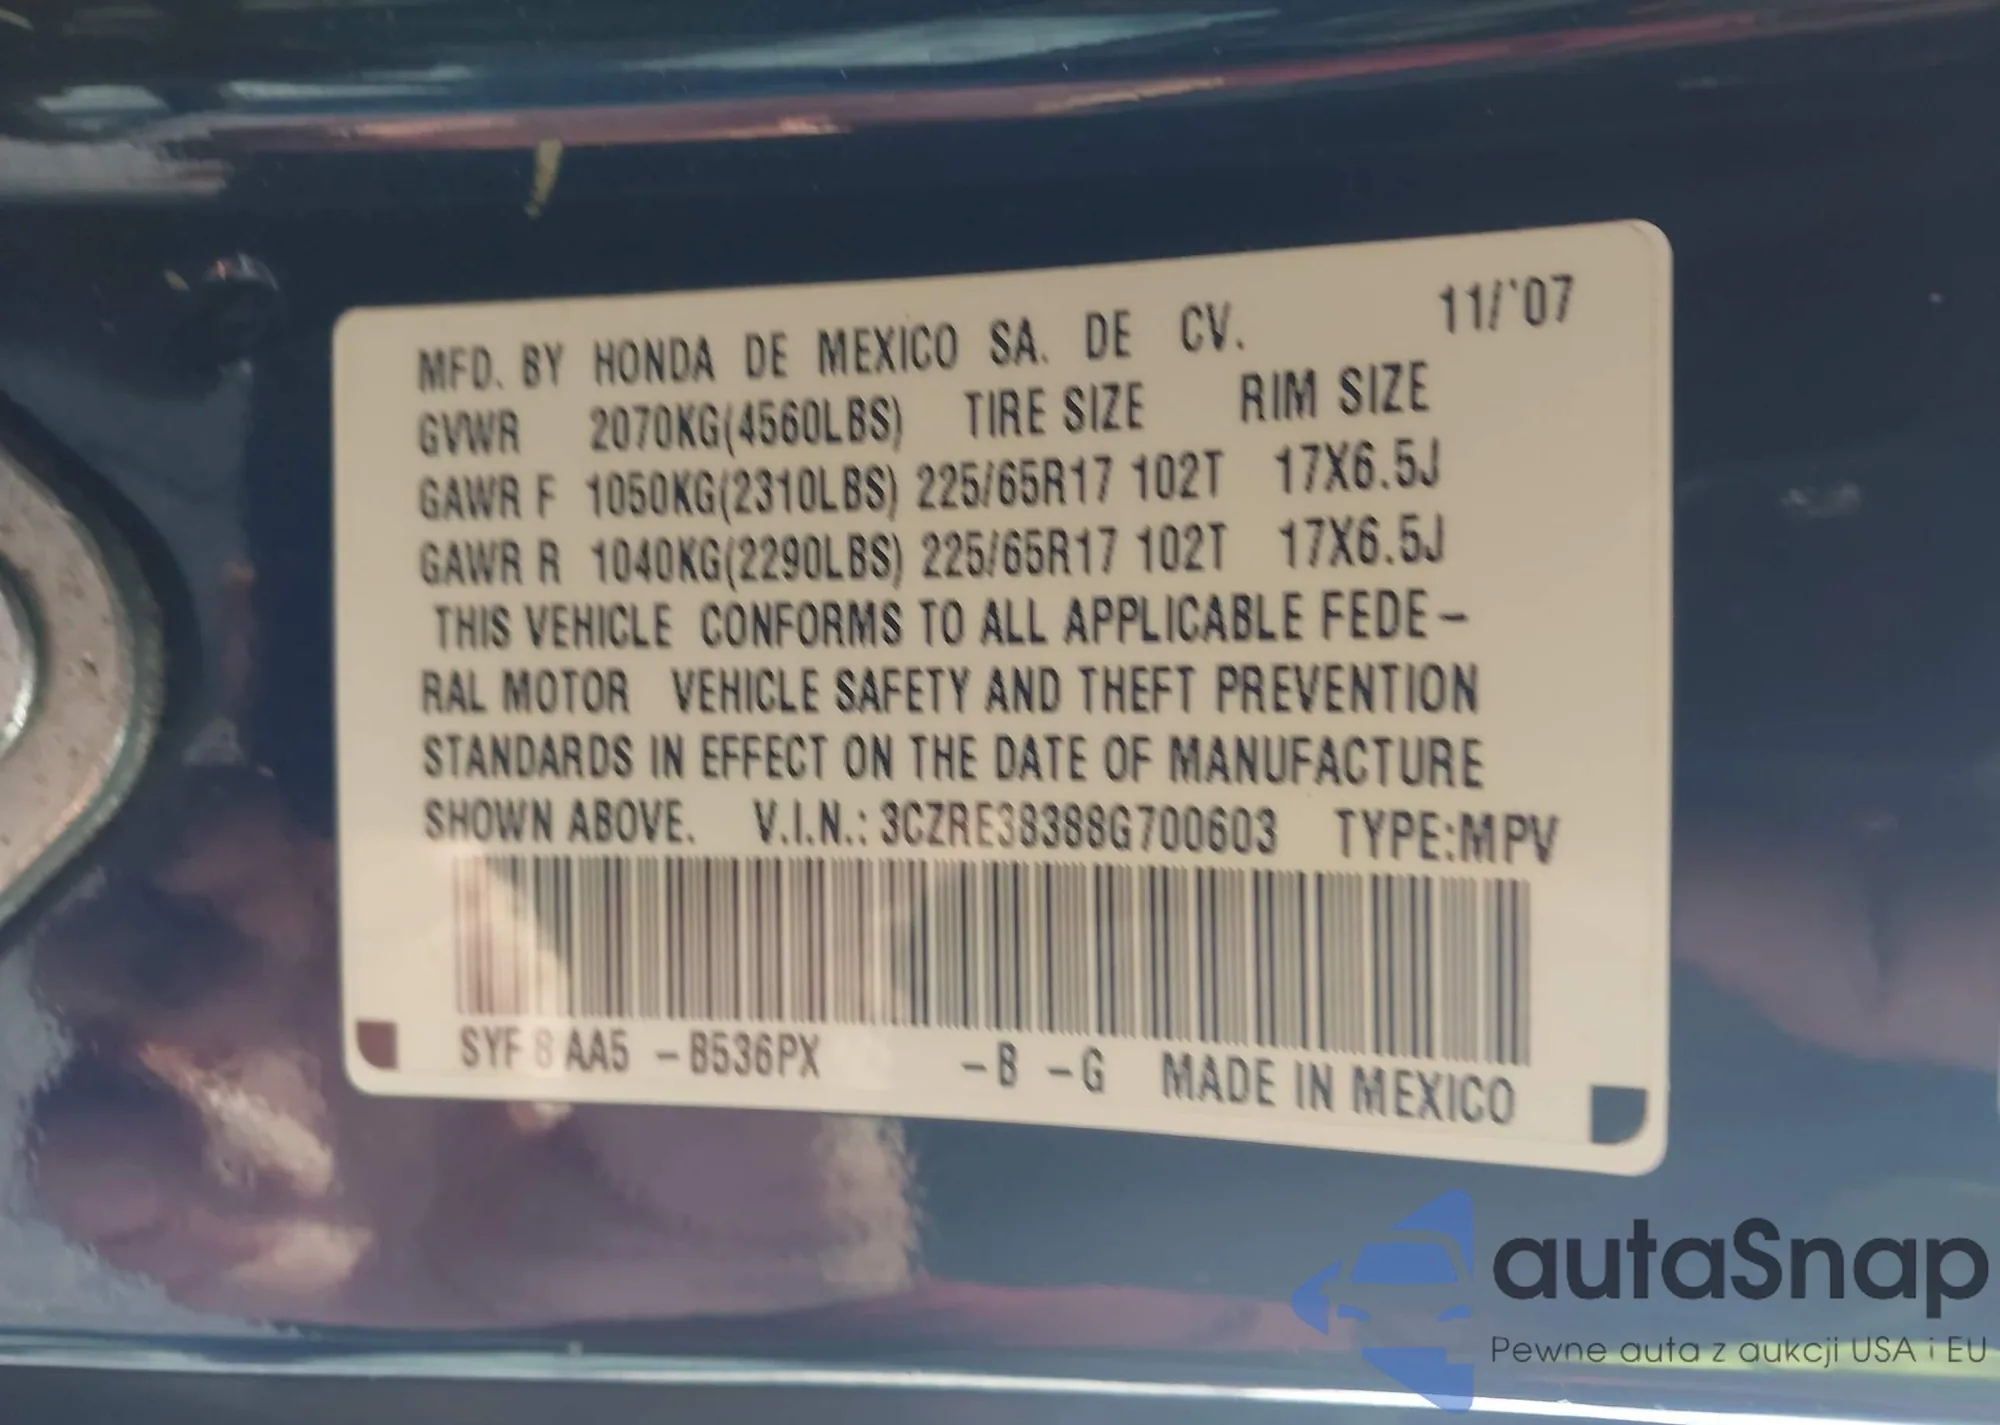 MFD. BY HONDA DE MEXICO SA. DE CV. 11/'07
GVWR 2070KG(4560LBS) TIRE SIZE RIM SIZE
GAWR F 1050KG(2310LBS) 225/65R17 102T 17X6.5J
GAWR R 1040KG(2290LBS) 225/65R17 102T 17X6.5J
THIS VEHICLE CONFORMS TO ALL APPLICABLE FEDE-
RAL MOTOR VEHICLE SAFETY AND THEFT PREVENTION
STANDARDS IN EFFECT ON THE DATE OF MANUFACTURE
SHOWN ABOVE. V.I.N.: 3CZRE38388G700603 TYPE:MPV
SYF 8 AA5 -B536PX -B -G MADE IN MEXICO
autaSnap
Pewne auta z aukcji USA i EU